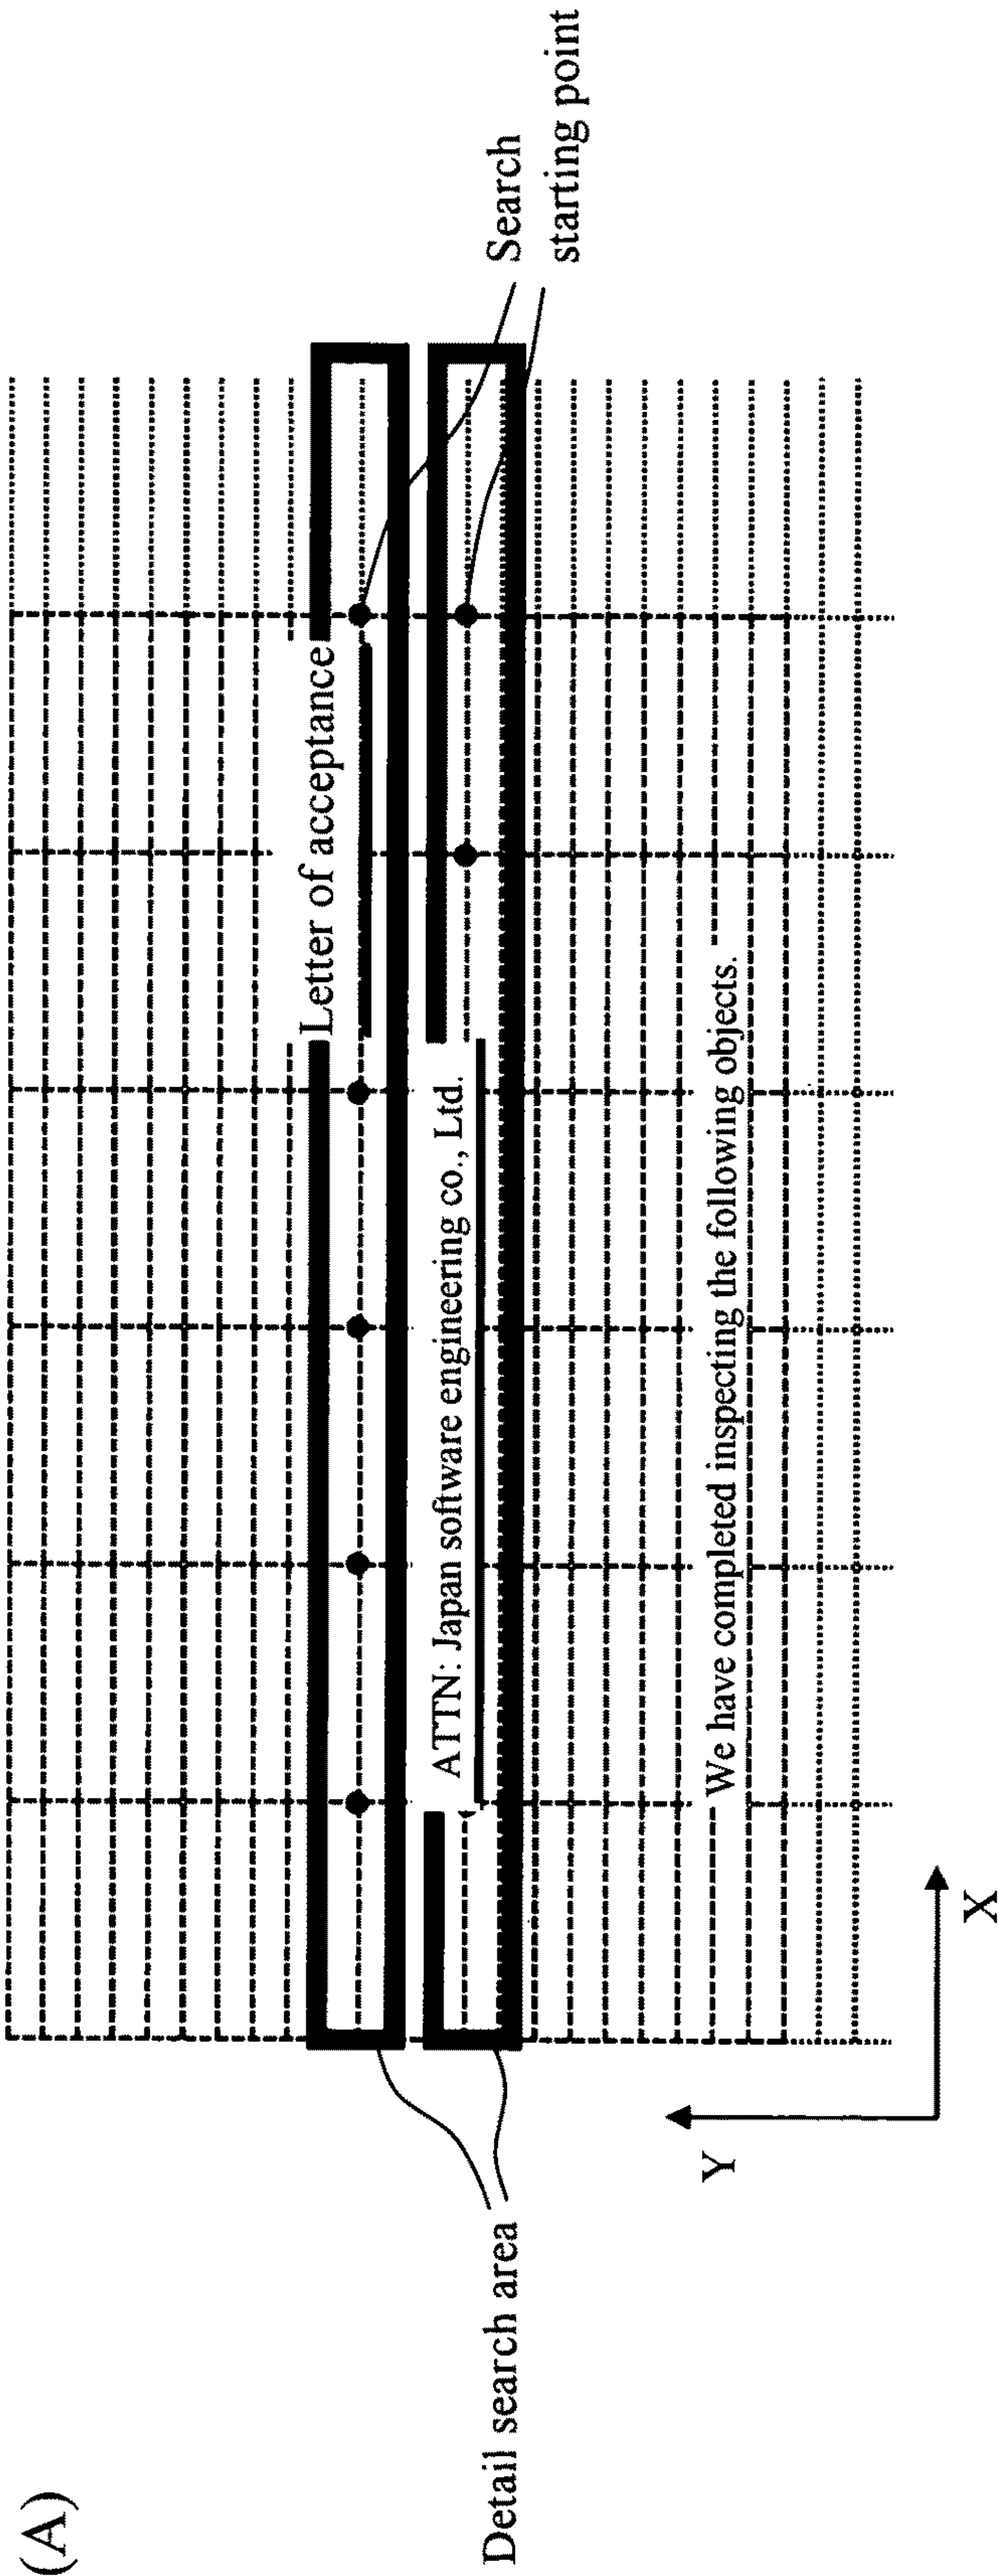 (A)
Letter of acceptance
Search
starting point
ATTN: Japan software engineering co., Ltd.
Detail search area
We have completed inspecting the following objects.
Y
X